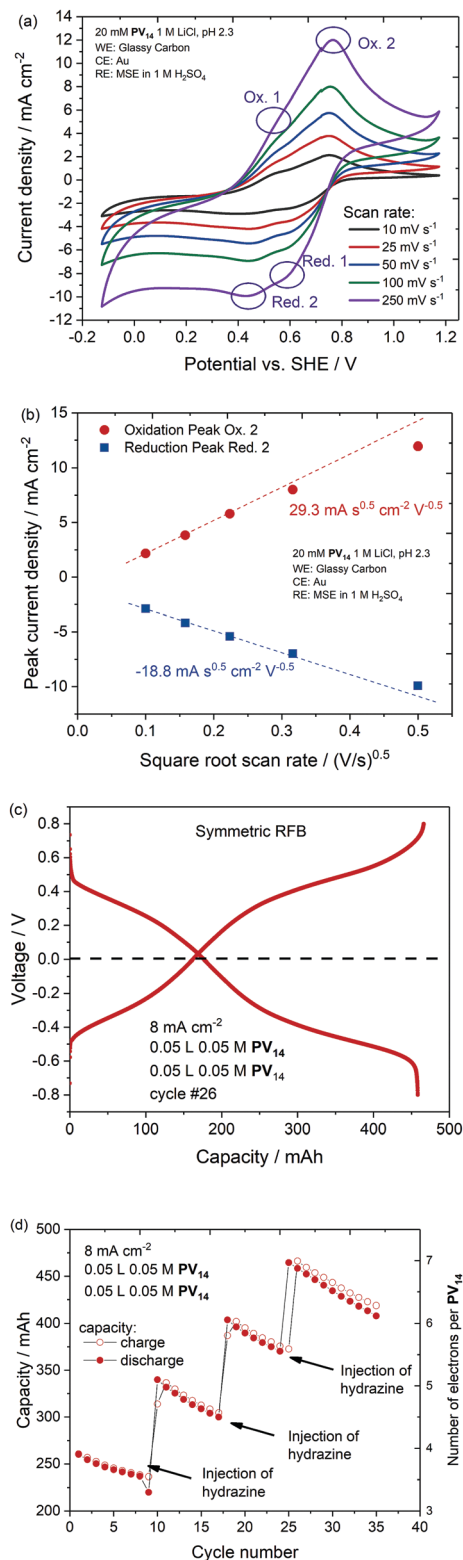 (a)
20 mM PV14 1 M LiCl, pH 2.3
WE: Glassy Carbon
CE: Au
RE: MSE in 1 M H2SO4
Ox. 2
Ox. 1
Red. 1
Red. 2
Scan rate:
10 mV s-1
25 mV s-1
50 mV s-1
100 mV s-1
250 mV s-1
Current density / mA cm-2
14
12
10
8
6
4
2
0
-2
-4
-6
-8
-10
-12
-0.2
0.0
0.2
0.4
0.6
0.8
1.0
1.2
Potential vs. SHE / V
(b)
Oxidation Peak Ox. 2
Reduction Peak Red. 2
29.3 mA s0.5 cm-2 V-0.5
20 mM PV14 1 M LiCl, pH 2.3
WE: Glassy Carbon
CE: Au
RE: MSE in 1 M H2SO4
-18.8 mA s0.5 cm-2 V-0.5
Peak current density / mA cm-2
15
10
5
0
-5
-10
0.0
0.1
0.2
0.3
0.4
0.5
Square root scan rate / (V/s)0.5
(c)
Symmetric RFB
8 mA cm-2
0.05 L 0.05 M PV14
0.05 L 0.05 M PV14
cycle #26
Voltage / V
0.8
0.6
0.4
0.2
0.0
-0.2
-0.4
-0.6
-0.8
0
100
200
300
400
500
Capacity / mAh
(d)
8 mA cm-2
0.05 L 0.05 M PV14
0.05 L 0.05 M PV14
capacity:
charge
discharge
Injection of
hydrazine
Injection of
hydrazine
Injection of
hydrazine
Capacity / mAh
500
450
400
350
300
250
200
Number of electrons per PV14
7
6
5
4
3
0
5
10
15
20
25
30
35
40
Cycle number